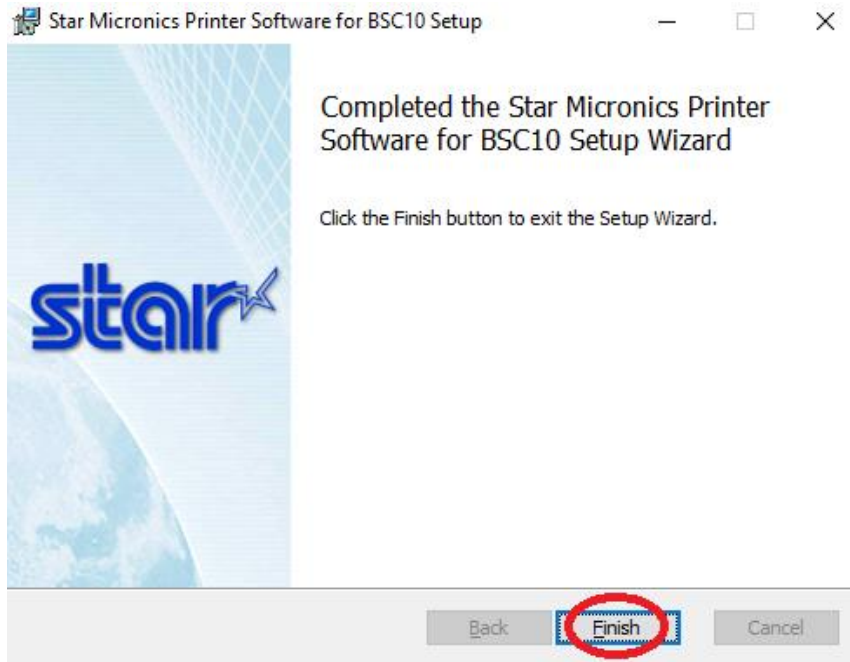 Star Micronics Printer Software for BSC10 Setup
Completed the Star Micronics Printer
Software for BSC10 Setup Wizard
Click the Finish button to exit the Setup Wizard.
star
Back
Finish
Cancel